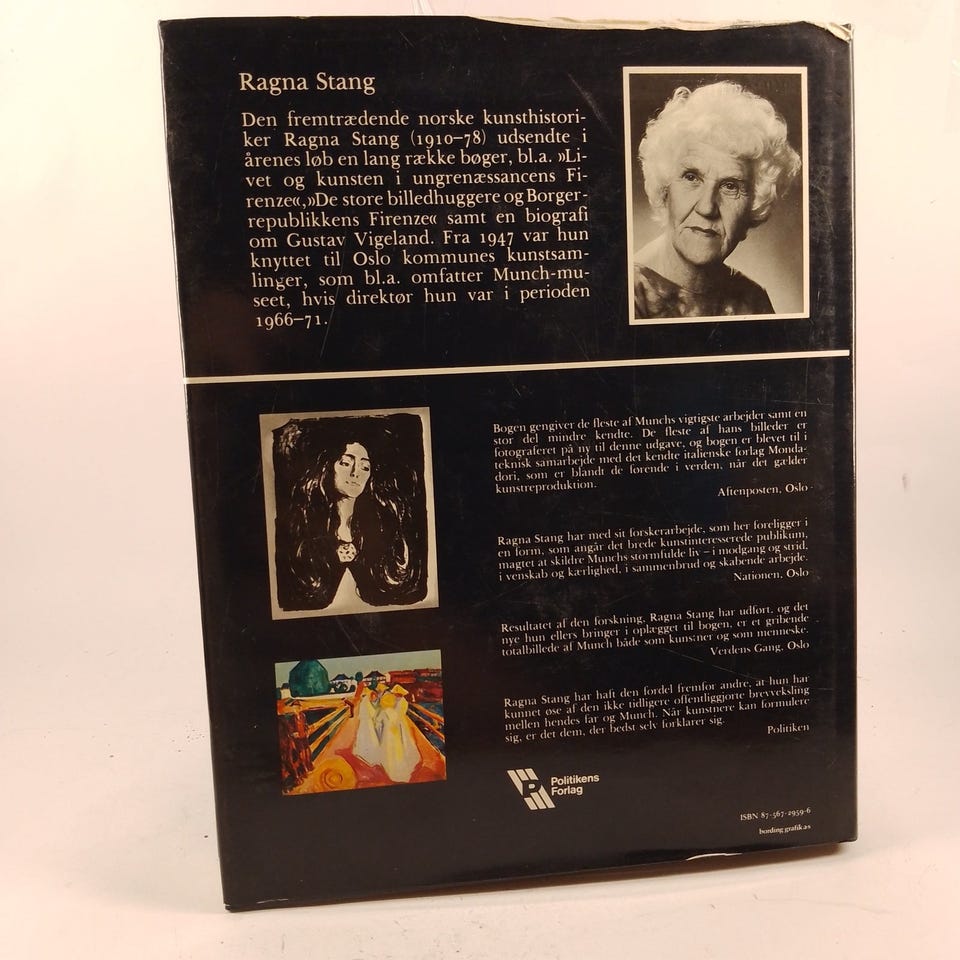 Ragna Stang
Den fremtrædende norske kunsthistori-
ker Ragna Stang (1910–78) udsendte i
årenes løb en lang række bøger, bl.a. »Li-
vet og kunsten i ungrenæssancens Fi-
renze«,»De store billedhuggere og Borger-
republikkens Firenze« samt en biografi
om Gustav Vigeland. Fra 1947 var hun
knyttet til Oslo kommunes kunstsam-
linger, som bl.a. omfatter Munch-mu-
seet, hvis direktør hun var i perioden
1966–71.
Bogen gengiver de fleste af Munchs vigtigste arbejder samt en
stor del mindre kendte. De fleste af hans billeder er
fotograferet på ny til denne udgave, og bogen er blevet til i
teknisk samarbejde med det kendte italienske forlag Monda-
dori, som er blandt de førende i verden, når det gælder
kunstreproduktion.
Aftenposten, Oslo
Ragna Stang har med sit forskerarbejde, som her foreligger i
en form, som angår det brede kunstinteresserede publikum,
magtet at skildre Munchs stormfulde liv – i modgang og strid,
i venskab og kærlighed, i sammenbrud og skabende arbejde.
Nationen, Oslo
Resultatet af den forskning, Ragna Stang har udført, og det
nye hun ellers bringer i oplægget til bogen, er et gribende
totalbillede af Munch både som kunstner og som menneske.
Verdens Gang, Oslo
Ragna Stang har haft den fordel fremfor andre, at hun har
kunnet øse af den ikke tidligere offentliggjorte brevveksling
mellen hendes far og Munch. Når kunstnere kan formulere
sig, er det dem, der bedst selv forklarer sig.
Politiken
P
Politikens
Forlag
ISBN 87-567-2959-6
bording grafik a·s